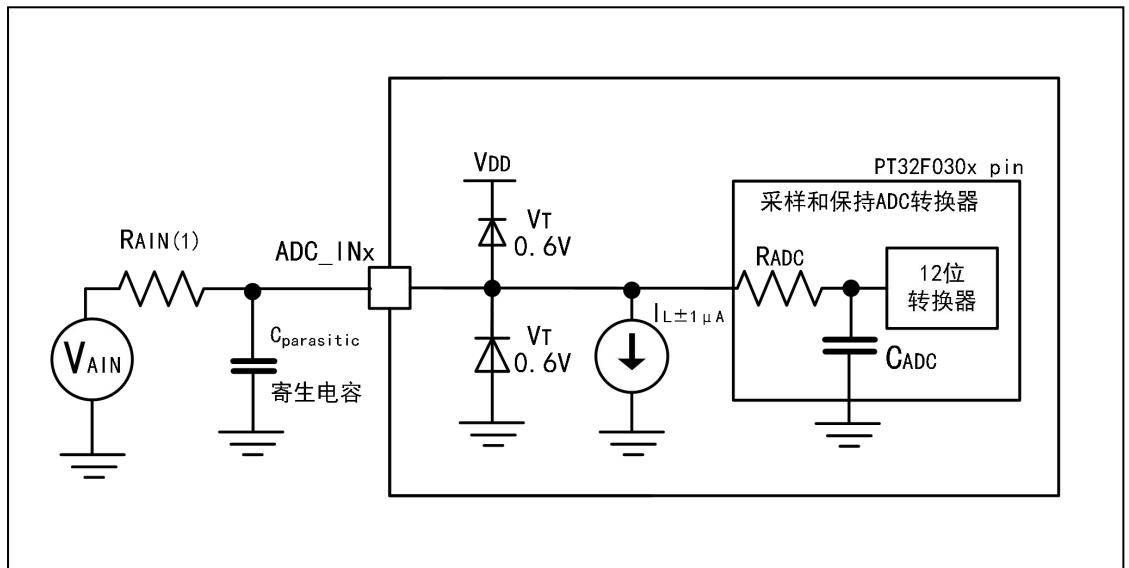 PT32F030x pin
VDD
采样和保持ADC转换器
VT
0.6V
RAIN(1)
ADC_INx
RADC
12位
转换器
IL±1μA
Cparasitic
寄生电容
VT
0.6V
VAIN
CADC